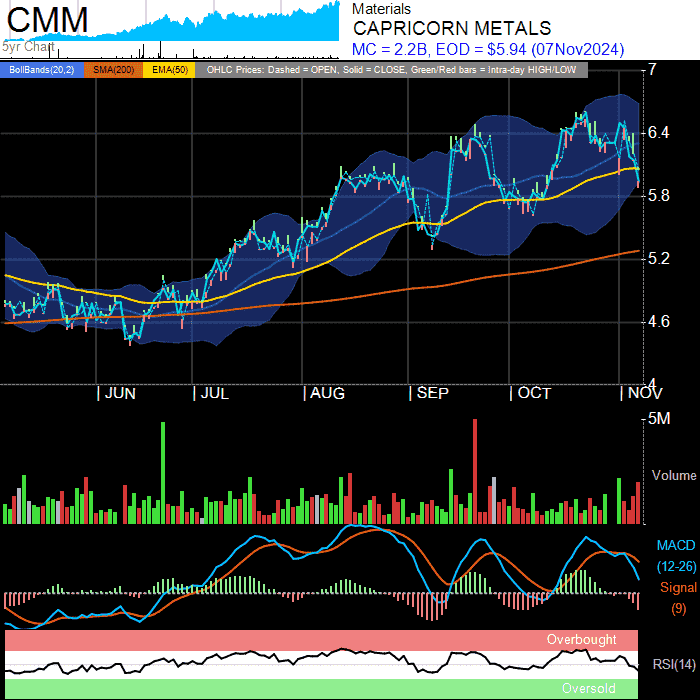 CMM
5yr Chart
Materials
CAPRICORN METALS
MC = 2.2B, EOD = $5.94 (07Nov2024)
BollBands(20,2) SMA(200) EMA(50) OHLC Prices: Dashed = OPEN, Solid = CLOSE, Green/Red bars = Intra-day HIGH/LOW
7
6.4
5.8
5.2
4.6
4
JUN JUL AUG SEP OCT NOV
5M
Volume
MACD
(12-26)
Signal
(9)
Overbought
RSI(14)
Oversold